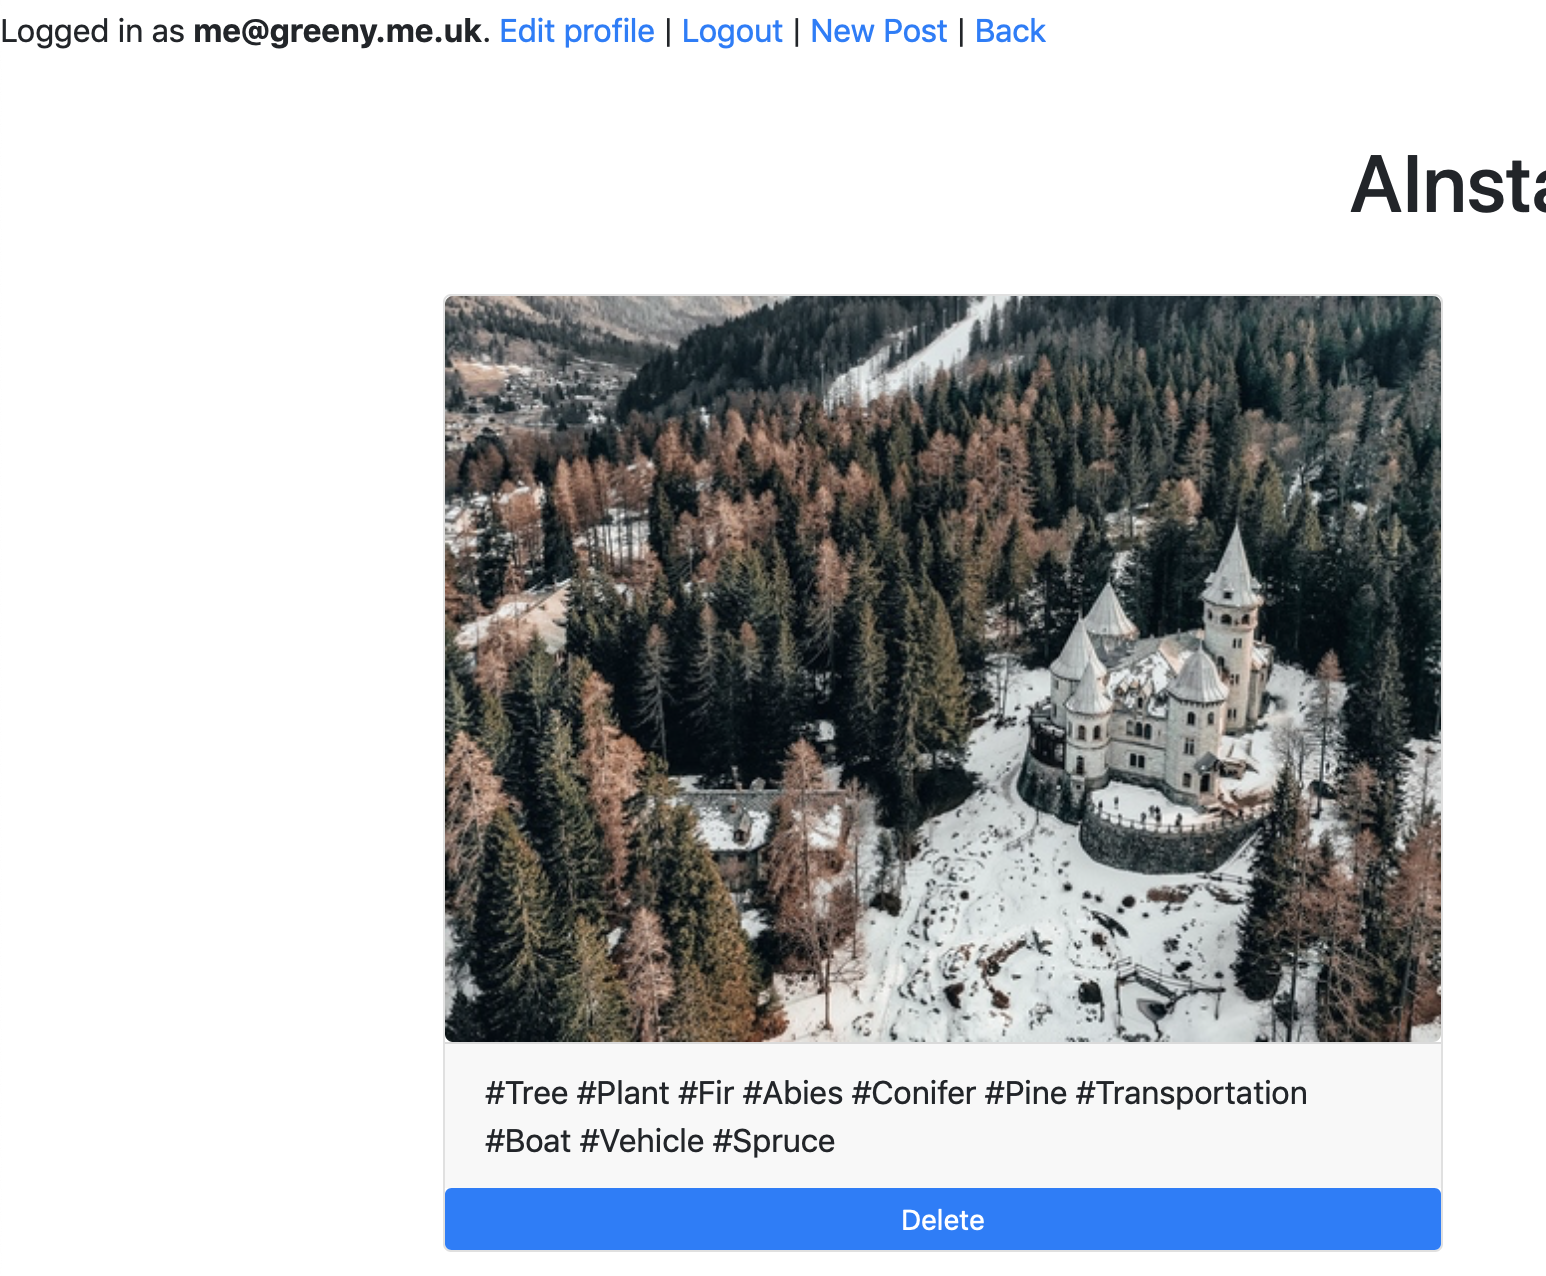 Logged in as me@greeny.me.uk. Edit profile | Logout | New Post | Back
AInsta
#Tree #Plant #Fir #Abies #Conifer #Pine #Transportation
#Boat #Vehicle #Spruce
Delete